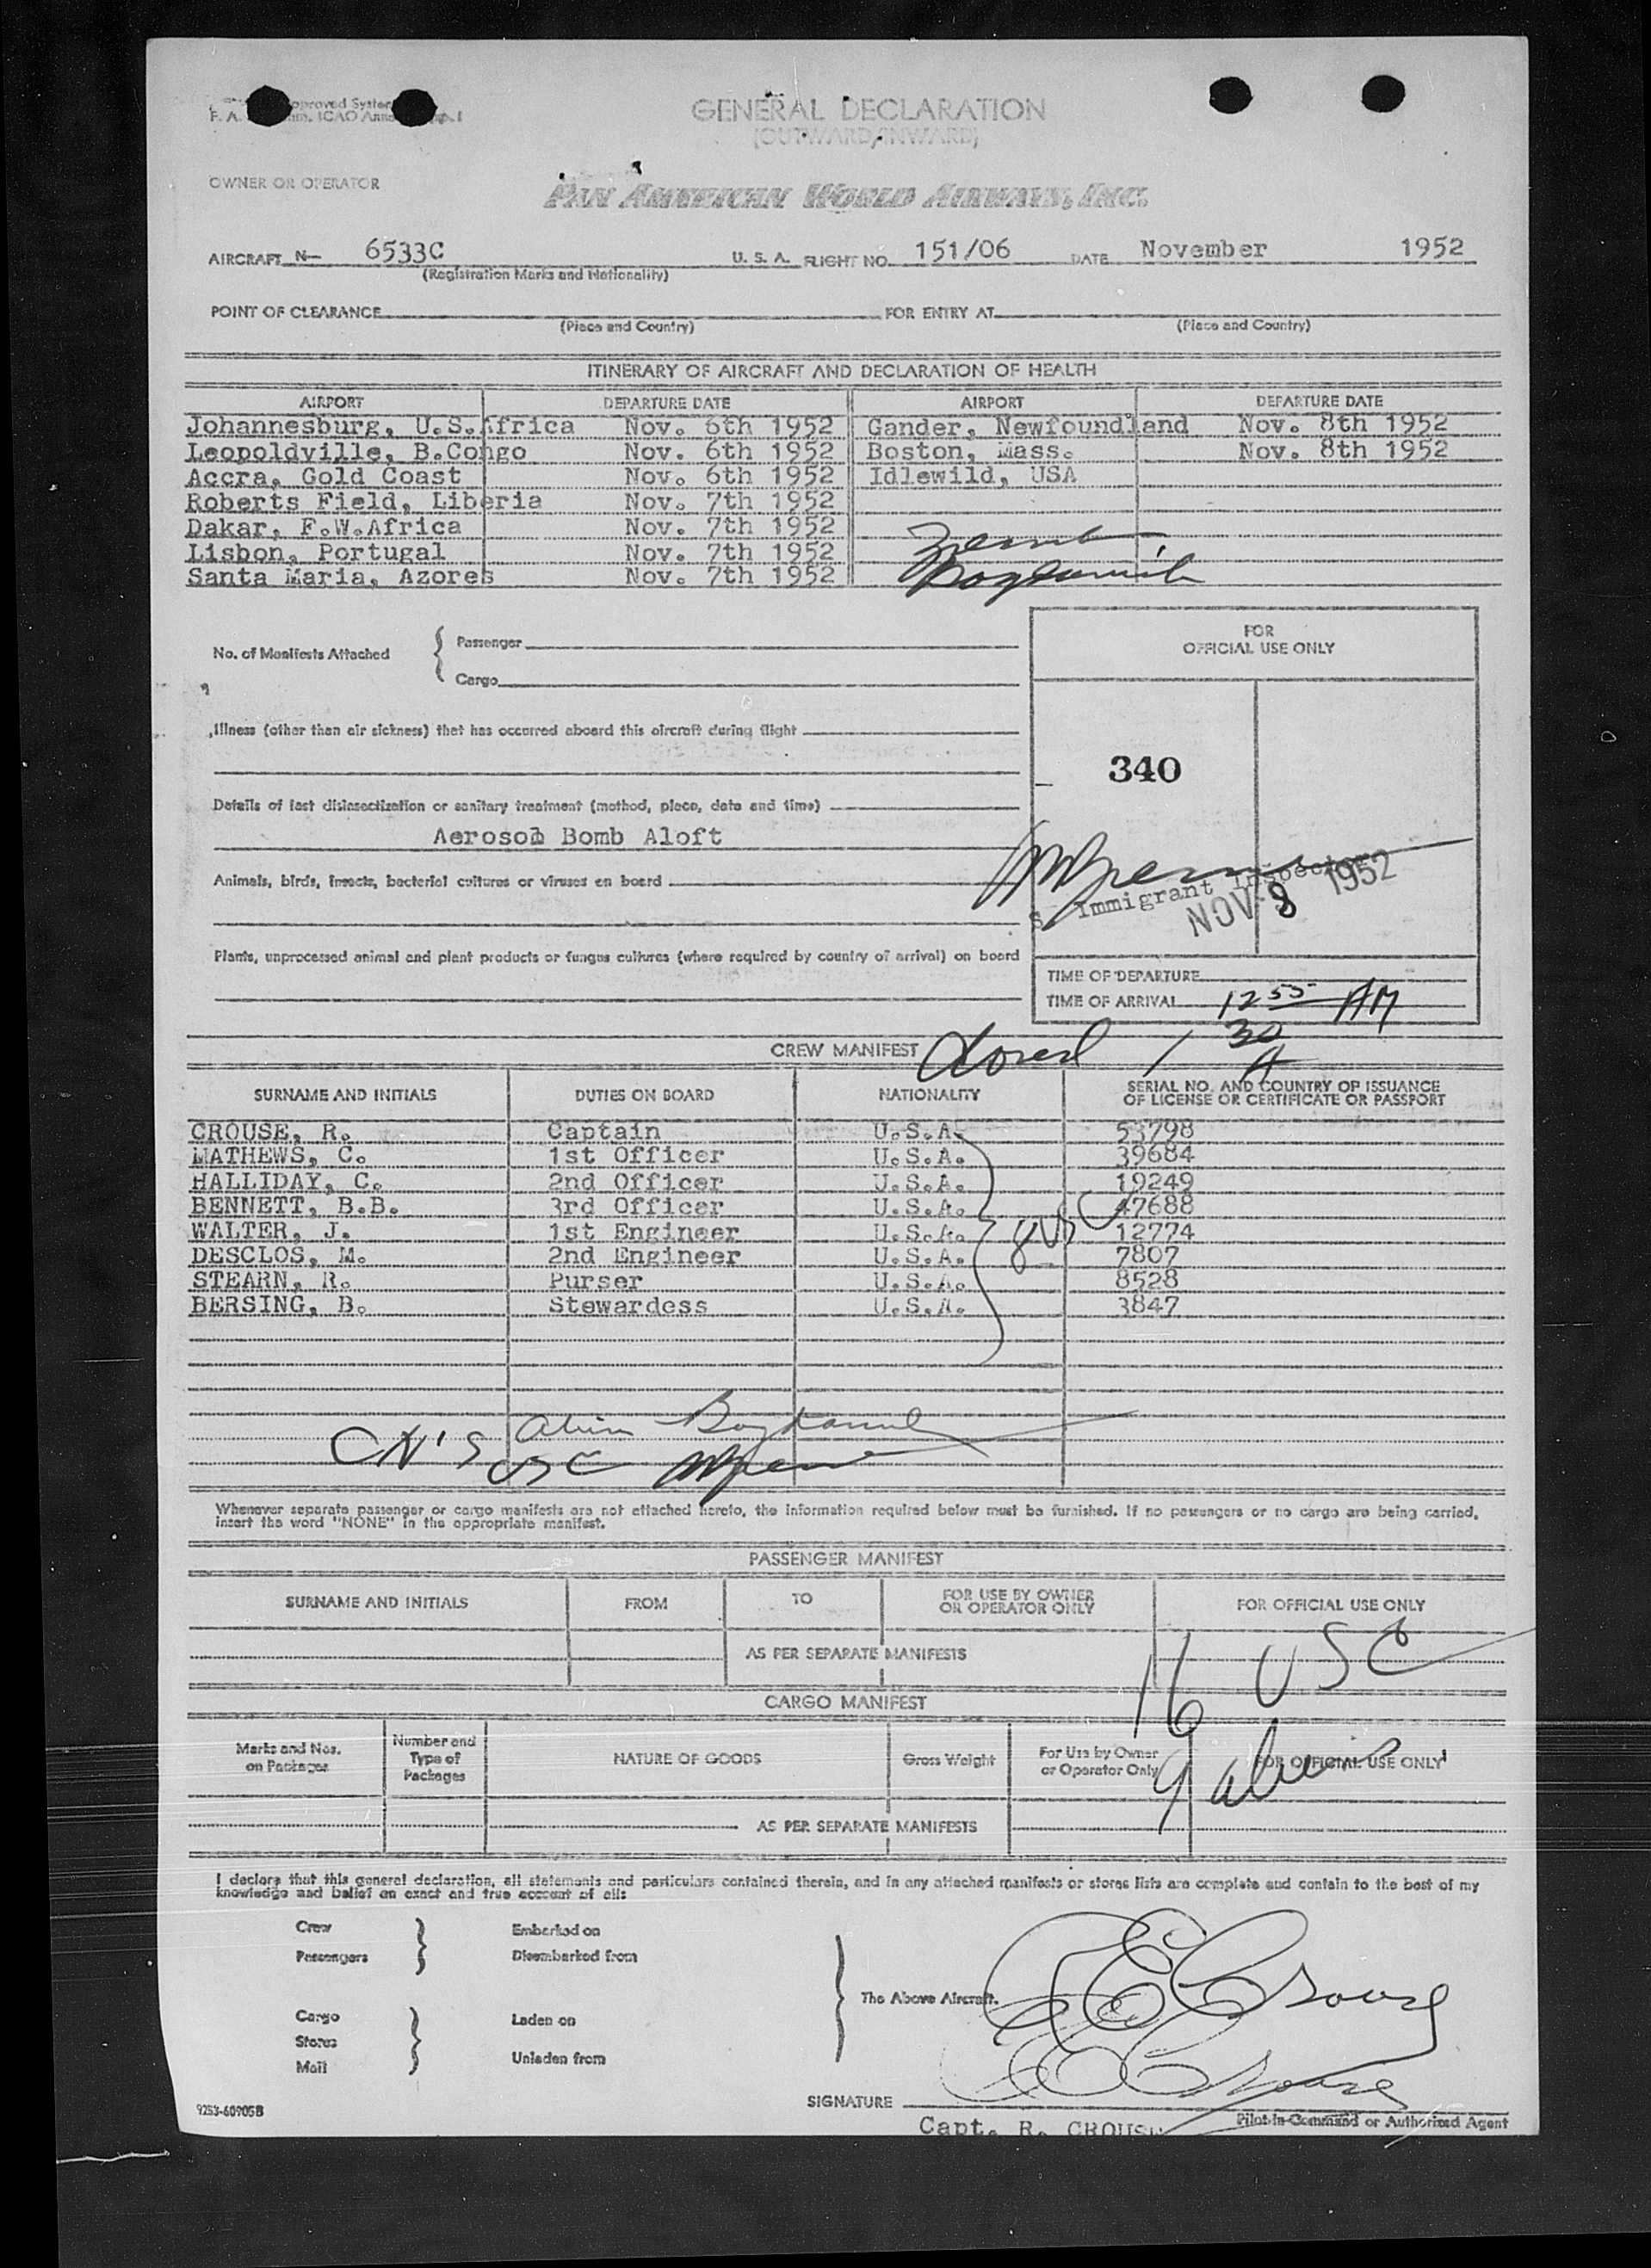 GENERAL DECLARATION
(OUTWARD/INWARD)
OWNER OR OPERATOR
PAN AMERICAN WORLD AIRWAYS, INC.
AIRCRAFT N- 6533C U. S. A. FLIGHT NO. 151/06 DATE November 1952
(Registration Marks and Nationality)
POINT OF CLEARANCE FOR ENTRY AT
(Place and Country) (Place and Country)
ITINERARY OF AIRCRAFT AND DECLARATION OF HEALTH
AIRPORT DEPARTURE DATE AIRPORT DEPARTURE DATE
Johannesburg, U.S.Africa Nov. 6th 1952 Gander, Newfoundland Nov. 8th 1952
Leopoldville, B.Congo Nov. 6th 1952 Boston, Mass. Nov. 8th 1952
Accra, Gold Coast Nov. 6th 1952 Idlewild, USA
Roberts Field, Liberia Nov. 7th 1952
Dakar, F.W.Africa Nov. 7th 1952
Lisbon, Portugal Nov. 7th 1952
Santa Maria, Azores Nov. 7th 1952
FOR
OFFICIAL USE ONLY
No. of Manifests Attached Passenger
Cargo
Illness (other than air sickness) that has occurred aboard this aircraft during flight
340
Details of last disinsectization or sanitary treatment (method, place, date and time)
Aerosol Bomb Aloft
Animals, birds, insects, bacterial cultures or viruses on board
Immigrant Inspector
NOV 8 1952
Plants, unprocessed animal and plant products or fungus cultures (where required by country of arrival) on board
TIME OF DEPARTURE
TIME OF ARRIVAL 12 55 AM
CREW MANIFEST Closed 1 30 A
SURNAME AND INITIALS DUTIES ON BOARD NATIONALITY SERIAL NO. AND COUNTRY OF ISSUANCE
OF LICENSE OR CERTIFICATE OR PASSPORT
CROUSE, R. Captain U.S.A. 53798
MATHEWS, C. 1st Officer U.S.A. 39684
HALLIDAY, C. 2nd Officer U.S.A. 19249
BENNETT, B.B. 3rd Officer U.S.A. 47688
WALTER, J. 1st Engineer U.S.A. 12774
DESCLOS, M. 2nd Engineer U.S.A. 7807
STEARN, R. Purser U.S.A. 8528
BERSING, B. Stewardess U.S.A. 3847
8 USC
CN'S
USC
Whenever separate passenger or cargo manifests are not attached hereto, the information required below must be furnished. If no passengers or no cargo are being carried,
insert the word "NONE" in the appropriate manifest.
PASSENGER MANIFEST
SURNAME AND INITIALS FROM TO FOR USE BY OWNER OR OPERATOR ONLY FOR OFFICIAL USE ONLY
AS PER SEPARATE MANIFESTS
16 USC
CARGO MANIFEST
Marks and Nos. on Packages Number and Type of Packages NATURE OF GOODS Gross Weight For Use by Owner or Operator Only FOR OFFICIAL USE ONLY
9 alien
AS PER SEPARATE MANIFESTS
I declare that this general declaration, all statements and particulars contained therein, and in any attached manifests or stores lists are complete and contain to the best of my
knowledge and belief an exact and true account of all:
Crew Embarked on
Passengers Disembarked from
The Above Aircraft.
Cargo Laden on
Stores
Mail Unladen from
R E Crouse
R E Crouse
SIGNATURE
9253-60905B Pilot-in-Command or Authorized Agent
Capt. R. CROUSE